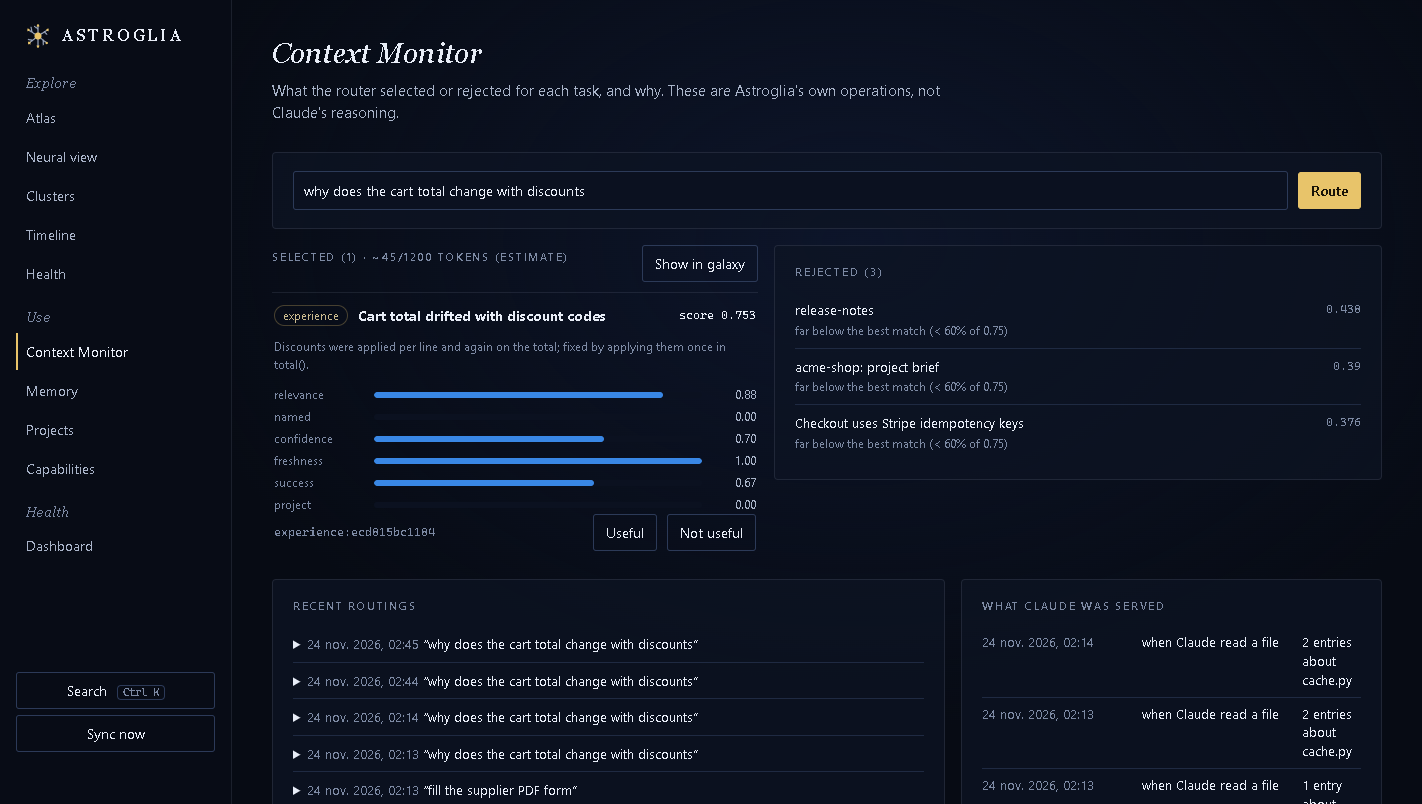 ASTROGLIA
Explore
Atlas
Neural view
Clusters
Timeline
Health
Use
Context Monitor
Memory
Projects
Capabilities
Health
Dashboard
Search Ctrl K
Sync now
Context Monitor
What the router selected or rejected for each task, and why. These are Astroglia's own operations, not
Claude's reasoning.
why does the cart total change with discounts
Route
SELECTED (1) · ~45/1200 TOKENS (ESTIMATE)
Show in galaxy
experience Cart total drifted with discount codes score 0.753
Discounts were applied per line and again on the total; fixed by applying them once in
total().
relevance 0.88
named 0.00
confidence 0.70
freshness 1.00
success 0.67
project 0.00
experience:ecd015bc1104
Useful
Not useful
REJECTED (3)
release-notes 0.430
far below the best match (< 60% of 0.75)
acme-shop: project brief 0.39
far below the best match (< 60% of 0.75)
Checkout uses Stripe idempotency keys 0.376
far below the best match (< 60% of 0.75)
RECENT ROUTINGS
24 nov. 2026, 02:45 “why does the cart total change with discounts”
24 nov. 2026, 02:44 “why does the cart total change with discounts”
24 nov. 2026, 02:14 “why does the cart total change with discounts”
24 nov. 2026, 02:13 “why does the cart total change with discounts”
24 nov. 2026, 02:13 “fill the supplier PDF form”
WHAT CLAUDE WAS SERVED
24 nov. 2026, 02:14 when Claude read a file 2 entries
about
cache.py
24 nov. 2026, 02:13 when Claude read a file 2 entries
about
cache.py
24 nov. 2026, 02:13 when Claude read a file 1 entry